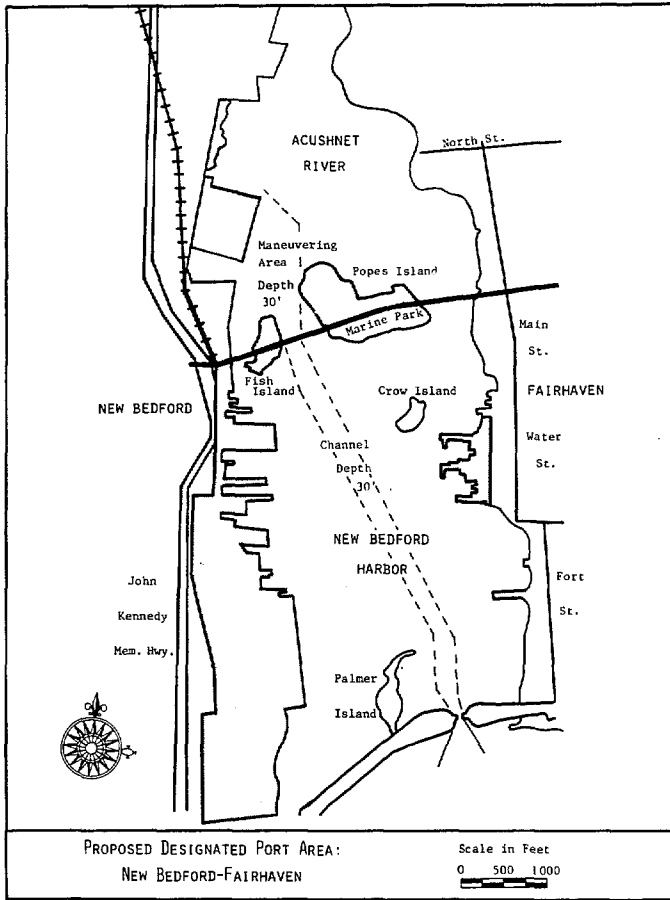 ACUSHNET
RIVER
North St.
Maneuvering
Area
Depth
30'
Popes Island
Marine Park
Main
St.
Fish
Island
Crow Island
FAIRHAVEN
NEW BEDFORD
Channel
Depth
30'
Water
St.
NEW BEDFORD
HARBOR
John
Kennedy
Mem. Hwy.
Fort
St.
Palmer
Island
PROPOSED DESIGNATED PORT AREA:
NEW BEDFORD-FAIRHAVEN
Scale in Feet
0 500 1000